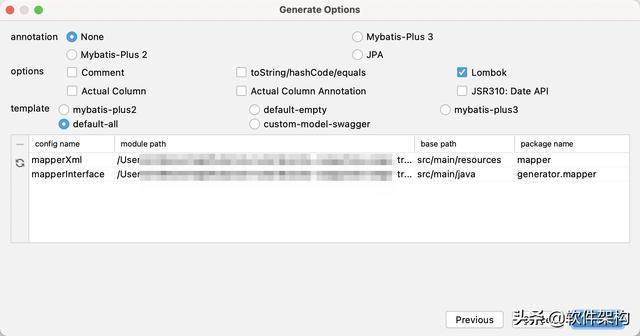 Generate Options
annotation None Mybatis-Plus 3
Mybatis-Plus 2 JPA
options Comment toString/hashCode/equals Lombok
Actual Column Actual Column Annotation JSR310: Date API
template mybatis-plus2 default-empty mybatis-plus3
default-all custom-model-swagger
config name module path base path package name
mapperXml /User tr... src/main/resources mapper
mapperInterface /User tr... src/main/java generator.mapper
Previous
头条@软件架构